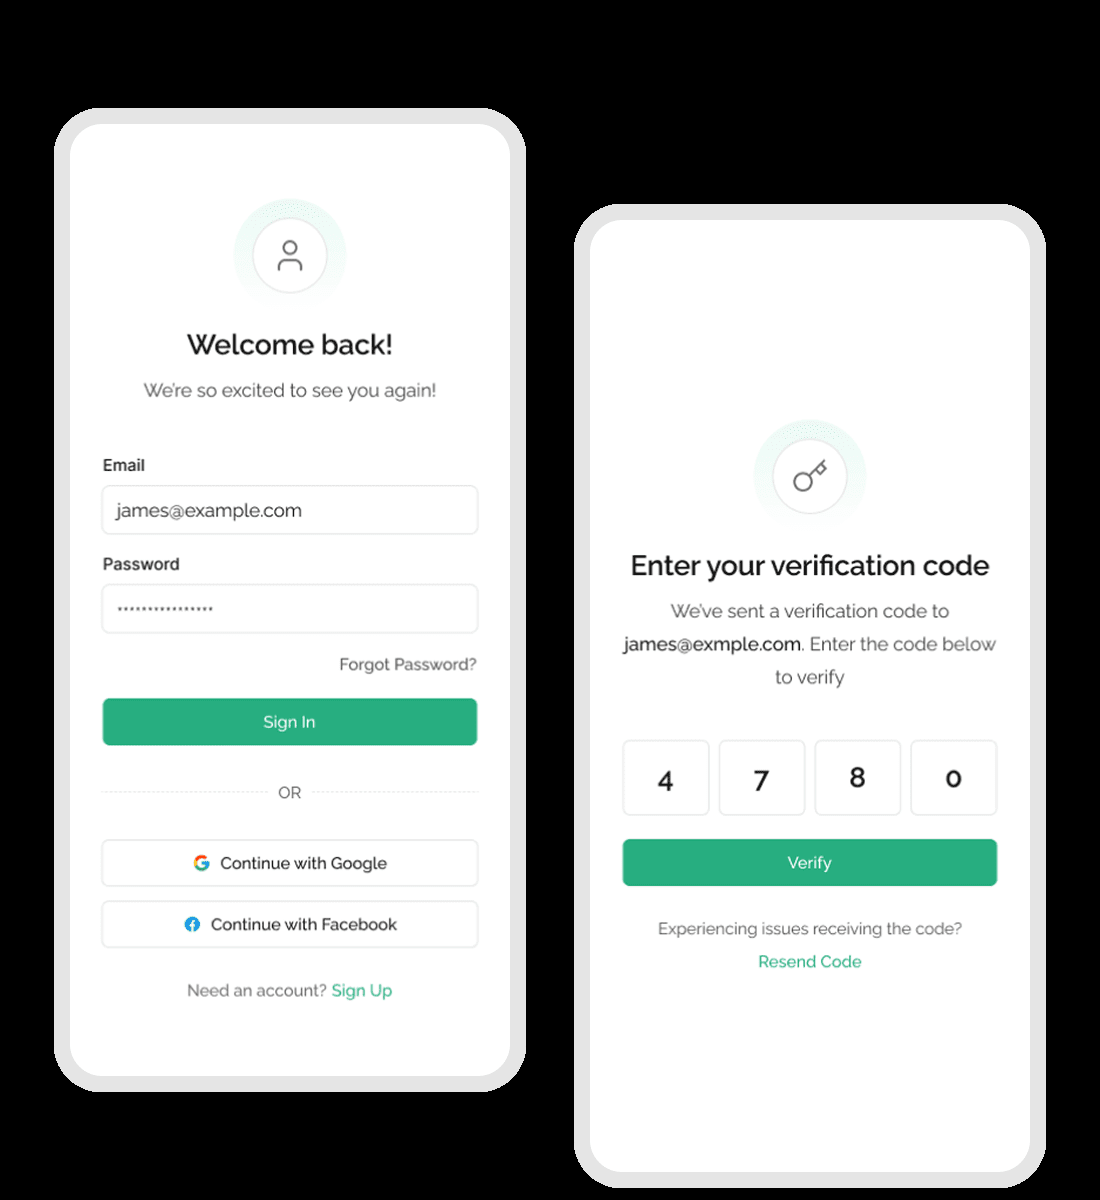 Welcome back!
We're so excited to see you again!
Email
james@example.com
Password
••••••••••••••••
Forgot Password?
Sign In
OR
Continue with Google
Continue with Facebook
Need an account? Sign Up
Enter your verification code
We've sent a verification code to
james@exmple.com. Enter the code below
to verify
4 7 8 0
Verify
Experiencing issues receiving the code?
Resend Code